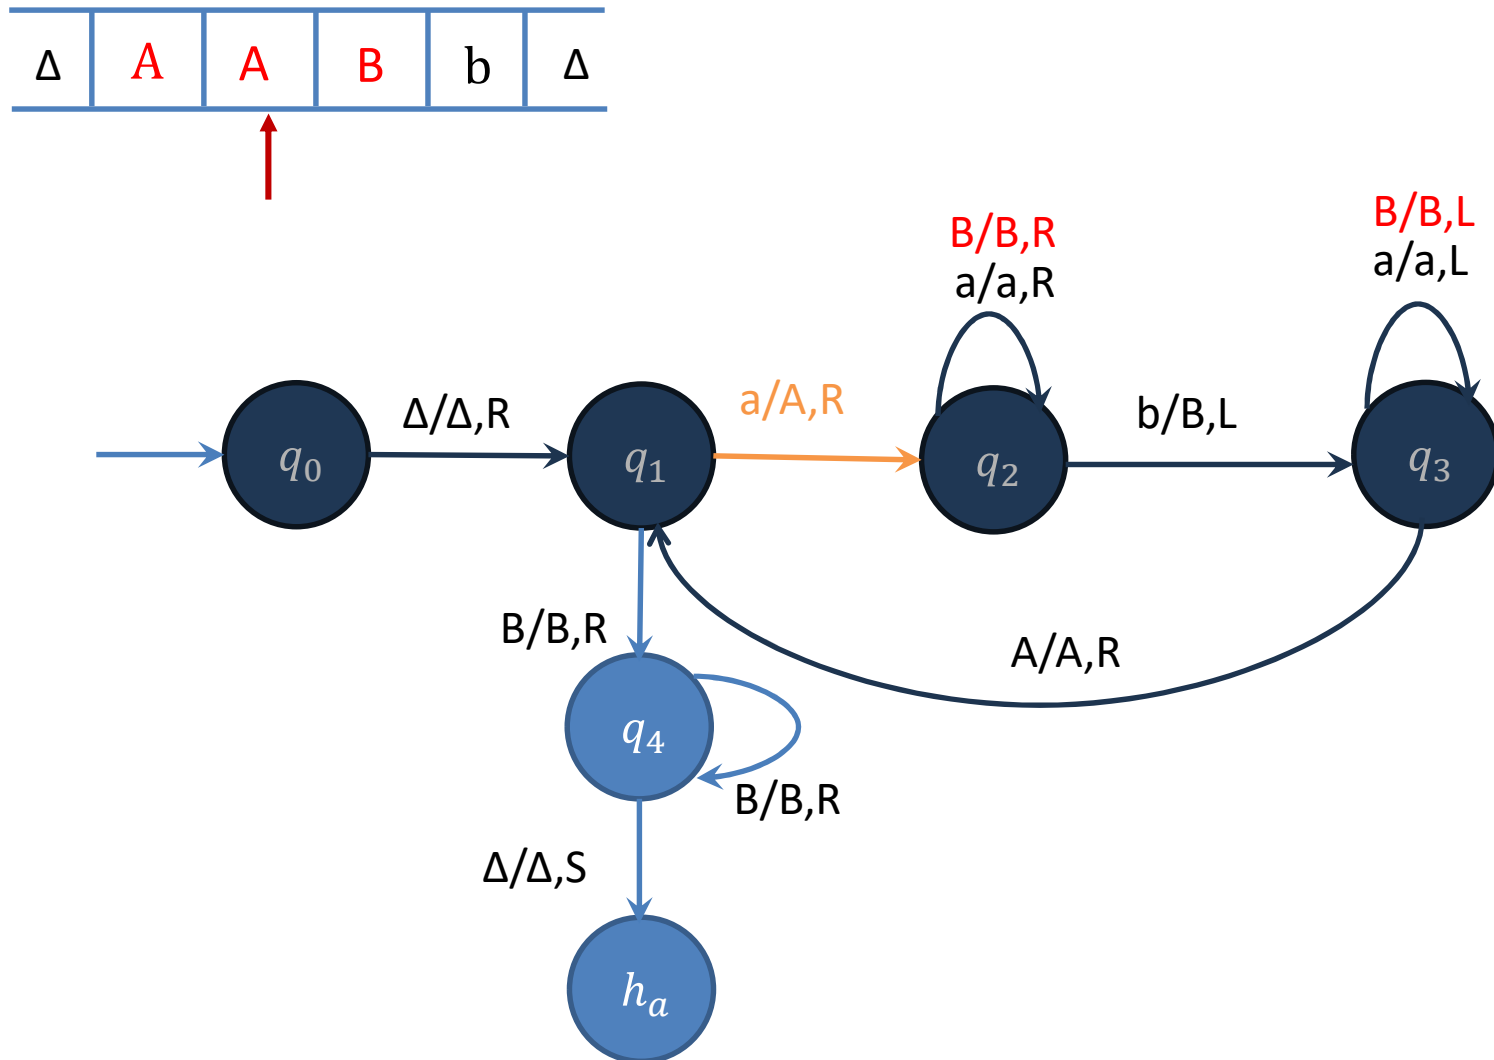 Δ A A B b Δ
B/B,R
a/a,R
B/B,L
a/a,L
Δ/Δ,R
a/A,R
b/B,L
q₀
q₁
q₂
q₃
B/B,R
A/A,R
q₄
B/B,R
Δ/Δ,S
hₐ